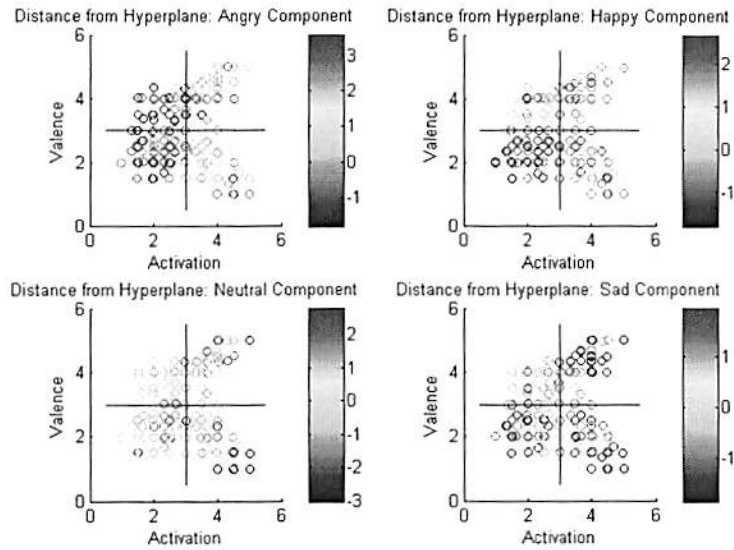 Distance from Hyperplane: Angry Component
Valence
6
4
2
0
0 2 4 6
Activation
3
2
1
0
-1
Distance from Hyperplane: Happy Component
Valence
6
4
2
0
0 2 4 6
Activation
2
1
0
-1
Distance from Hyperplane: Neutral Component
Valence
6
4
2
0
0 2 4 6
Activation
2
1
0
-1
-2
-3
Distance from Hyperplane: Sad Component
Valence
6
4
2
0
0 2 4 6
Activation
1
0
-1